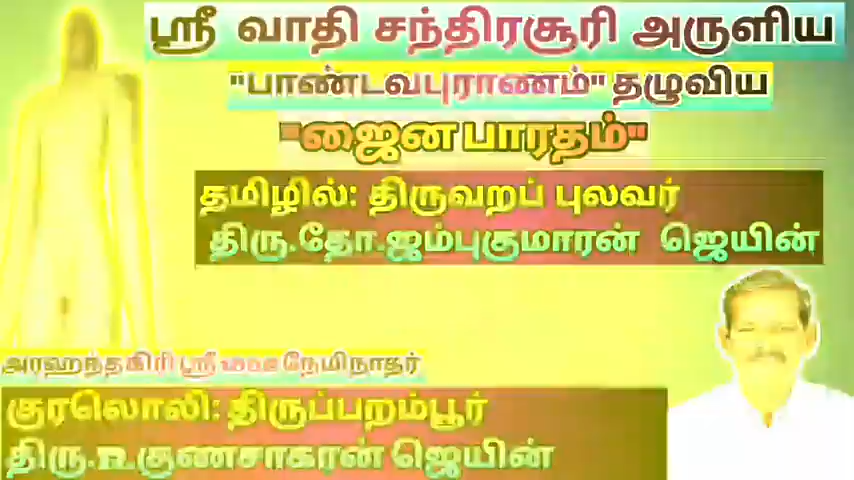 ஸ்ரீ வாதி சந்திரசூரி அருளிய
"பாண்டவபுராணம்" தழுவிய
"ஜைன பாரதம்"
தமிழில்: திருவறப் புலவர்
திரு.தோ.ஜம்புகுமாரன் ஜெயின்
அரஹந்தகிரி ஸ்ரீ நேமிநாதர்
குரலொலி: திருப்பறம்பூர்
திரு.உ.குணசாகரன் ஜெயின்